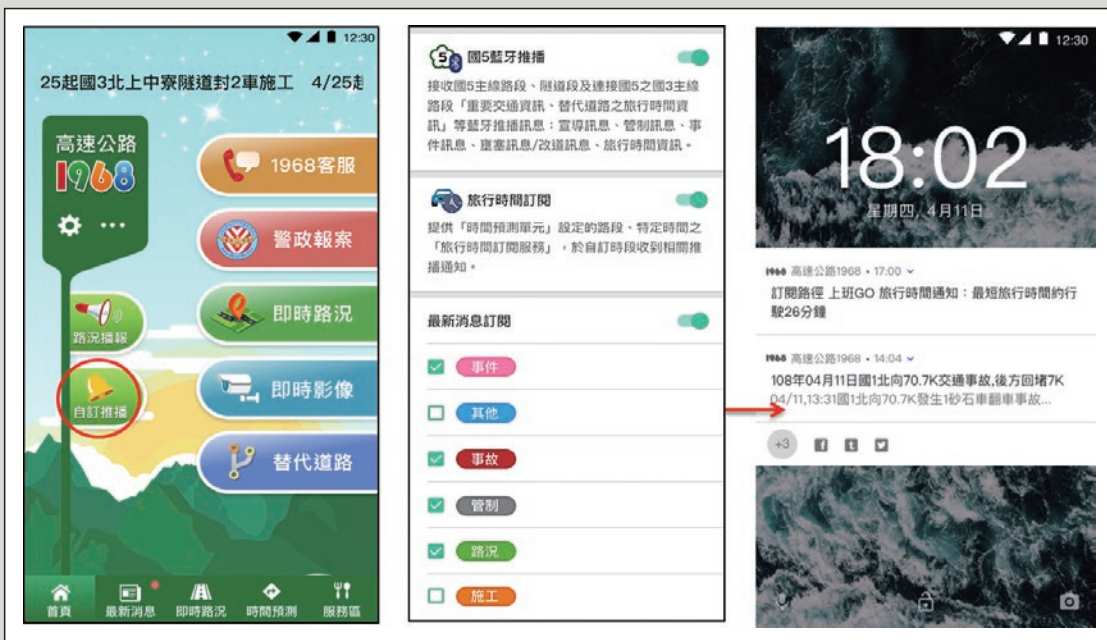 12:30
25起國3北上中寮隧道封2車施工 4/25起
高速公路
1968
1968客服
警政報案
即時路況
路況播報
即時影像
自訂推播
替代道路
首頁
最新消息
即時路況
時間預測
服務區
5
國5藍牙推播
接收國5主線路段、隧道段及連接國5之國3主線
路段「重要交通資訊、替代道路之旅行時間資
訊」等藍牙推播訊息：宣導訊息、管制訊息、事
件訊息、壅塞訊息/改道訊息、旅行時間資訊。
旅行時間訂閱
提供「時間預測單元」設定的路段、特定時間之
「旅行時間訂閱服務」，於自訂時段收到相關推
播通知。
最新消息訂閱
事件
其他
事故
管制
路況
施工
12:30
18:02
星期四, 4月11日
1968 高速公路1968 • 17:00
訂閱路徑 上班GO 旅行時間通知：最短旅行時間約行
駛26分鐘
1968 高速公路1968 • 14:04
108年04月11日國1北向70.7K交通事故,後方回堵7K
04/11,13:31國1北向70.7K發生1砂石車翻車事故...
+3